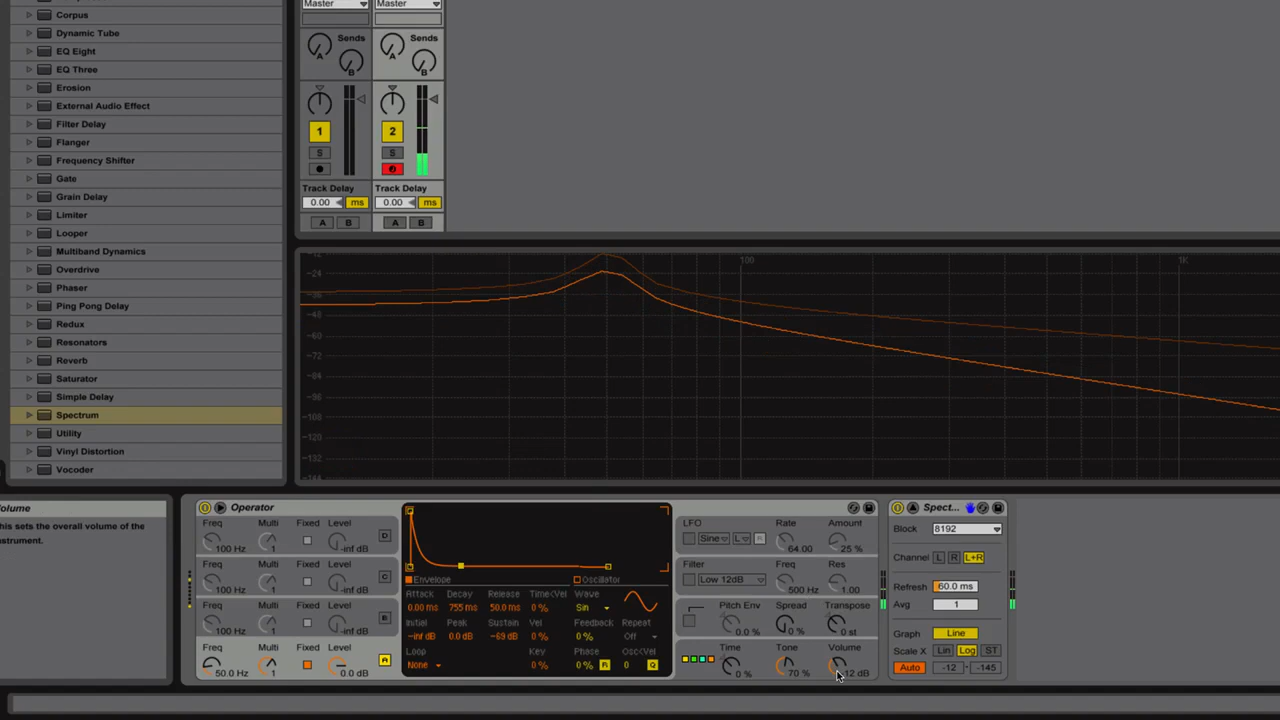 Master Master
Corpus
Dynamic Tube
EQ Eight
EQ Three
Erosion
External Audio Effect
Filter Delay
Flanger
Frequency Shifter
Gate
Grain Delay
Limiter
Looper
Multiband Dynamics
Overdrive
Phaser
Ping Pong Delay
Redux
Resonators
Reverb
Saturator
Simple Delay
Spectrum
Utility
Vinyl Distortion
Vocoder
Sends Sends
A B A B
1 2
S S
Track Delay Track Delay
0.00 ms 0.00 ms
A B A B
100 1K
-24
-48
-60
-72
-84
-96
-108
-120
-132
olume
his sets the overall volume of the
nstrument.
Operator
Freq Multi Fixed Level
100 Hz 1 -inf dB D
Freq Multi Fixed Level
100 Hz 1 -inf dB C
Freq Multi Fixed Level
100 Hz 1 -inf dB B
Freq Multi Fixed Level
50.0 Hz 1 0.0 dB A
Envelope Oscillator
Attack Decay Release Time<Vel Wave
0.00 ms 755 ms 50.0 ms 0 % Sin
Initial Peak Sustain Vel Feedback Repeat
-inf dB 0.0 dB -69 dB 0 % 0 % Off
Loop Key Phase Osc<Vel
None 0 % 0 % R 0 Q
LFO Rate Amount
Sine L R 64.00 25 %
Filter Freq Res
Low 12dB 500 Hz 1.00
Pitch Env Spread Transpose
0.0 % 0 % 0 st
Time Tone Volume
0 % 70 % -12 dB
Spect...
Block 8192
Channel L R L+R
Refresh 60.0 ms
Avg 1
Graph Line
Scale X Lin Log ST
Auto -12 - -145